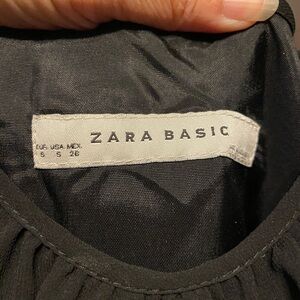 ZARA BASIC
EUR. USA. MEX.
S S 26